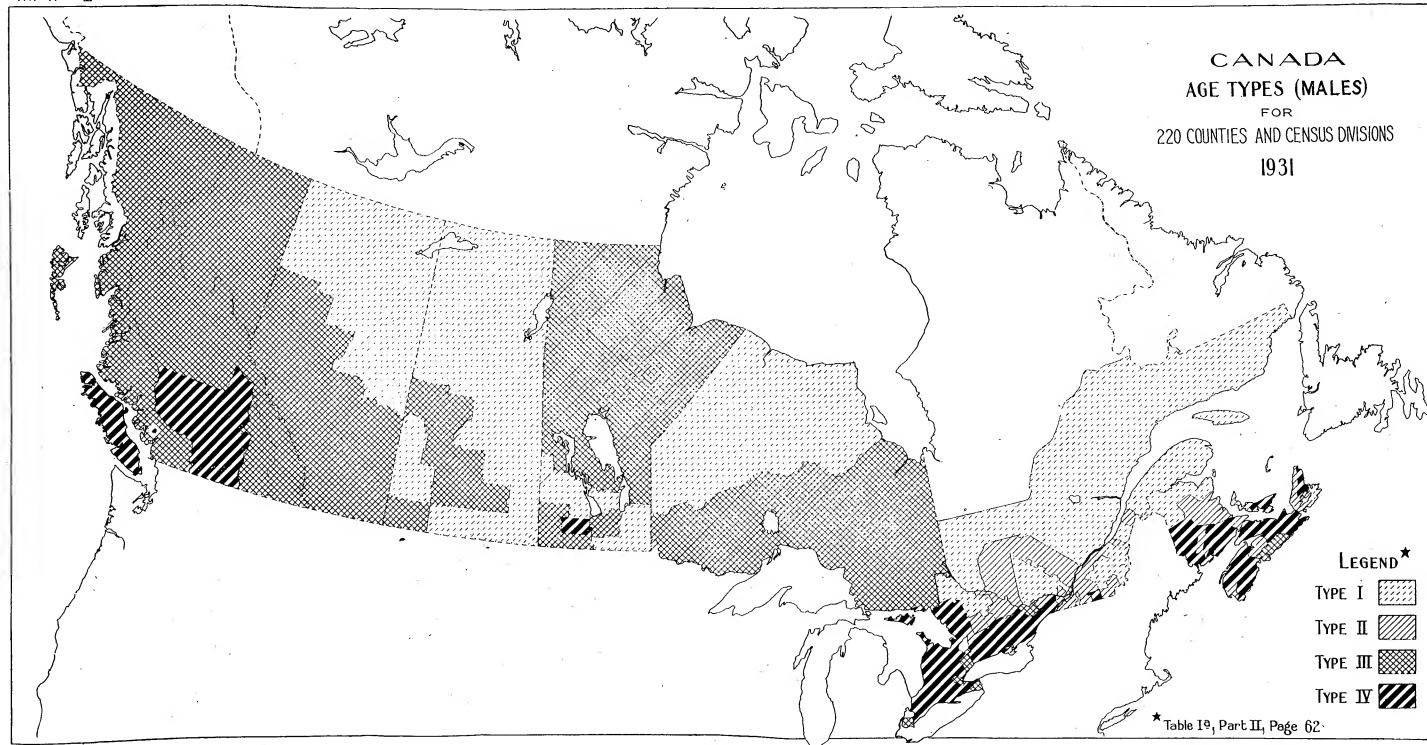 CANADA
AGE TYPES (MALES)
FOR
220 COUNTIES AND CENSUS DIVISIONS
1931
LEGEND★
TYPE I
TYPE II
TYPE III
TYPE IV
★Table Iª, Part II, Page 62.